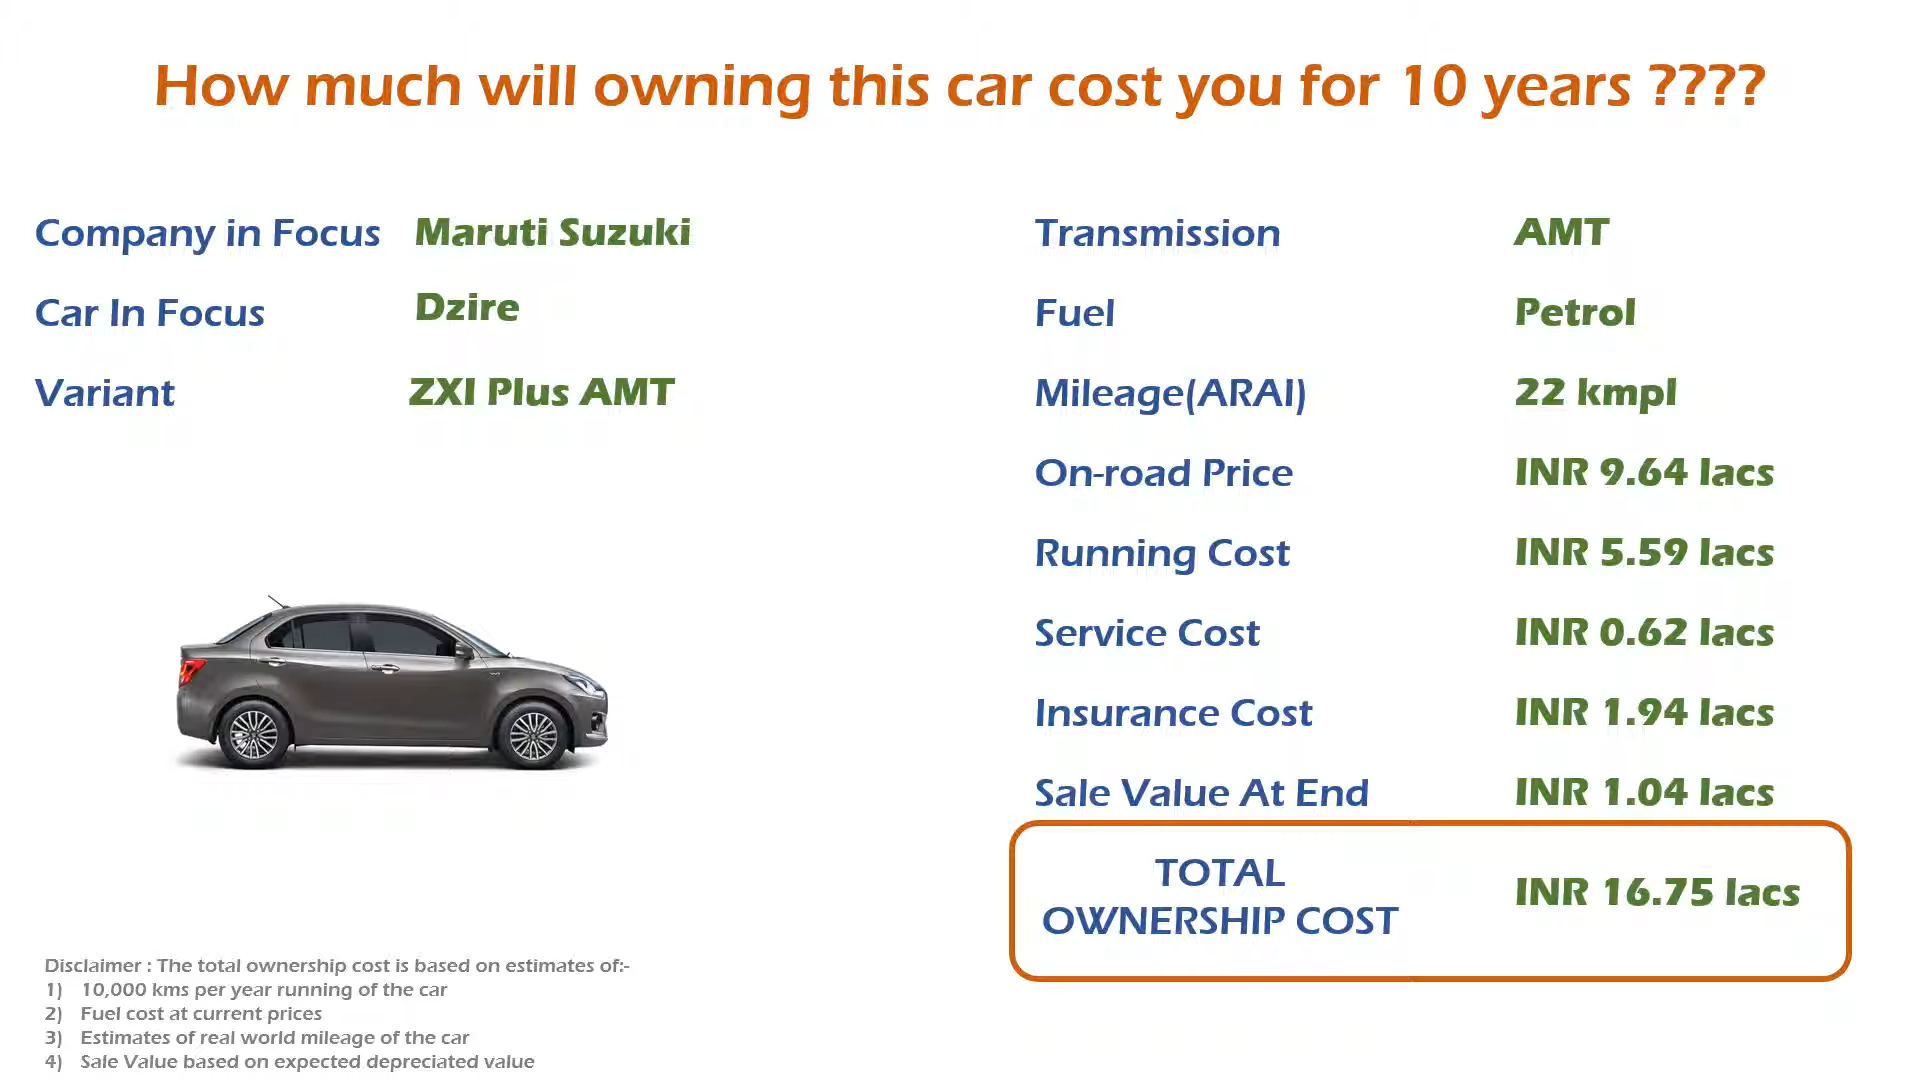 How much will owning this car cost you for 10 years ????
Company in Focus Maruti Suzuki
Car In Focus Dzire
Variant ZXI Plus AMT
Transmission AMT
Fuel Petrol
Mileage(ARAI) 22 kmpl
On-road Price INR 9.64 lacs
Running Cost INR 5.59 lacs
Service Cost INR 0.62 lacs
Insurance Cost INR 1.94 lacs
Sale Value At End INR 1.04 lacs
TOTAL
OWNERSHIP COST INR 16.75 lacs
Disclaimer : The total ownership cost is based on estimates of:-
1) 10,000 kms per year running of the car
2) Fuel cost at current prices
3) Estimates of real world mileage of the car
4) Sale Value based on expected depreciated value